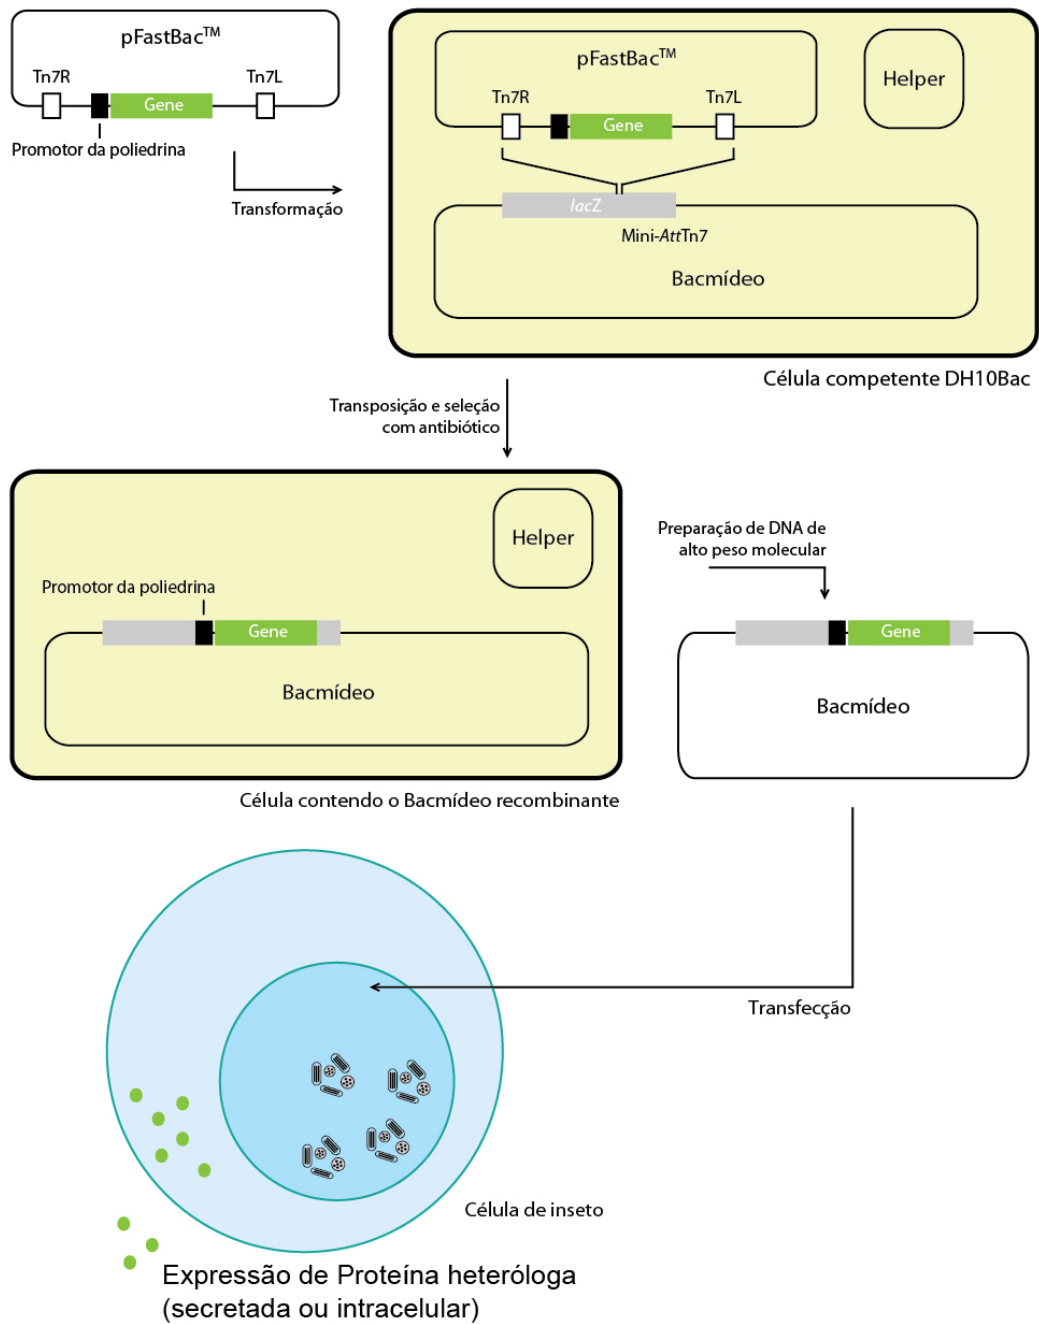 pFastBac™
Tn7R
Tn7L
Gene
Promotor da poliedrina
Transformação
pFastBac™
Helper
Tn7R
Tn7L
Gene
lacZ
Mini-AttTn7
Bacmídeo
Célula competente DH10Bac
Transposição e seleção
com antibiótico
Helper
Promotor da poliedrina
Gene
Bacmídeo
Célula contendo o Bacmídeo recombinante
Preparação de DNA de
alto peso molecular
Gene
Bacmídeo
Transfecção
Célula de inseto
Expressão de Proteína heteróloga
(secretada ou intracelular)